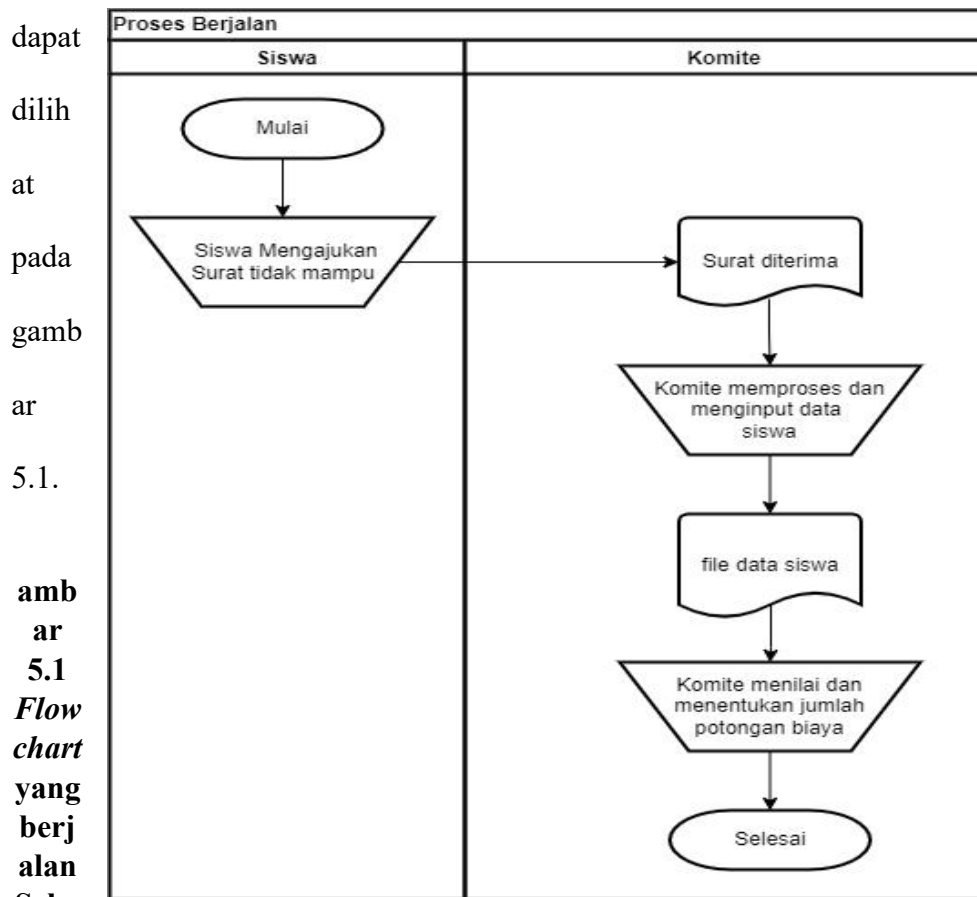 dapat
dilih
at
pada
gamb
ar
5.1.
amb
ar
5.1
Flow
chart
yang
berj
alan
Proses Berjalan
Siswa
Komite
Mulai
Siswa Mengajukan
Surat tidak mampu
Surat diterima
Komite memproses dan
menginput data
siswa
file data siswa
Komite menilai dan
menentukan jumlah
potongan biaya
Selesai